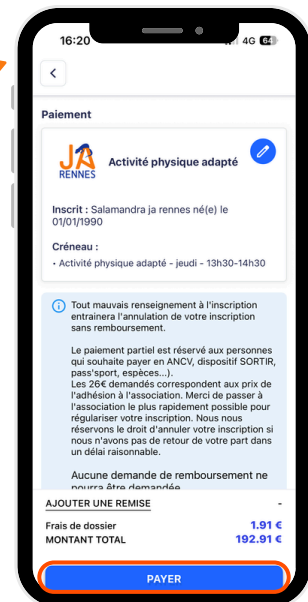 16:20
4G 64
Paiement
JA
RENNES
Activité physique adapté
Inscrit : Salamandra ja rennes né(e) le
01/01/1990
Créneau :
• Activité physique adapté - jeudi - 13h30-14h30
Tout mauvais renseignement à l'inscription
entrainera l'annulation de votre inscription
sans remboursement.
Le paiement partiel est réservé aux personnes
qui souhaite payer en ANCV, dispositif SORTIR,
pass'sport, espèces...).
Les 26€ demandés correspondent aux prix de
l'adhésion à l'association. Merci de passer à
l'association le plus rapidement possible pour
régulariser votre inscription. Nous nous
réservons le droit d'annuler votre inscription si
nous n'avons pas de retour de votre part dans
un délai raisonnable.
Aucune demande de remboursement ne
pourra être demandée
AJOUTER UNE REMISE -
Frais de dossier 1.91 €
MONTANT TOTAL 192.91 €
PAYER